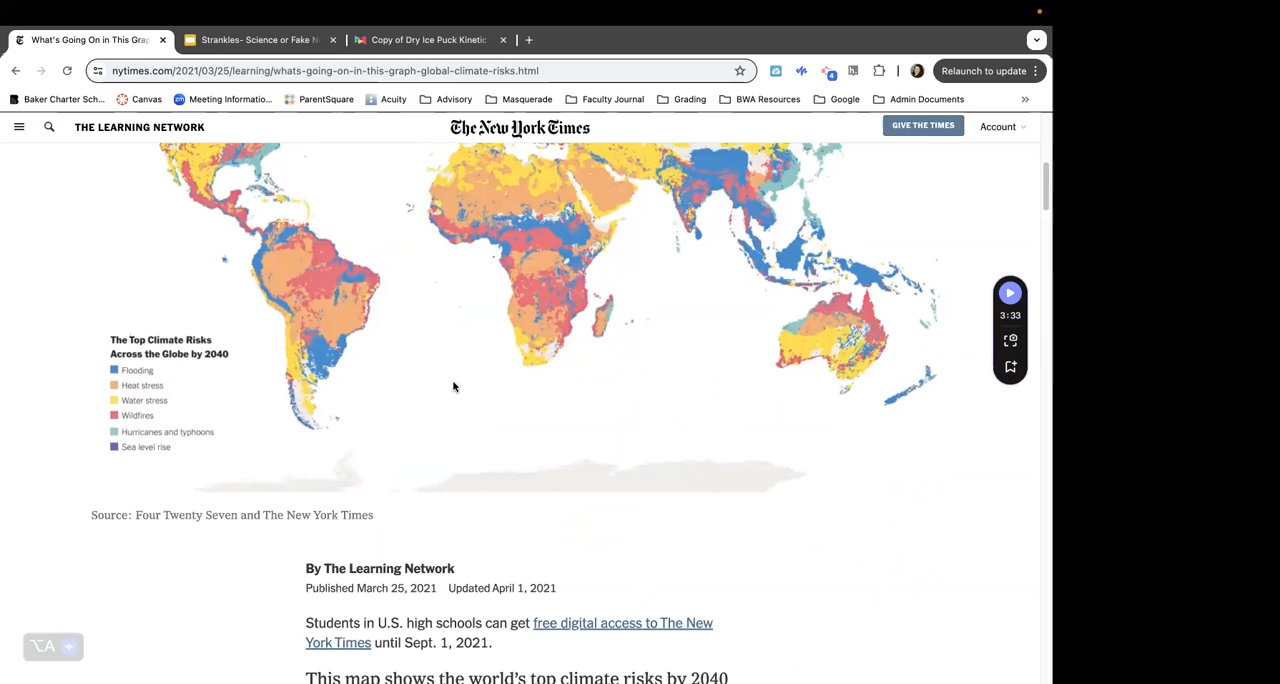 What's Going On in This Grap
Strankles- Science or Fake N
Copy of Dry Ice Puck Kinetic
nytimes.com/2021/03/25/learning/whats-going-on-in-this-graph-global-climate-risks.html
4
Relaunch to update
Baker Charter Sch... Canvas Meeting Informatio... ParentSquare Acuity Advisory Masquerade Faculty Journal Grading BWA Resources Google Admin Documents
THE LEARNING NETWORK
The New York Times
GIVE THE TIMES
Account
The Top Climate Risks
Across the Globe by 2040
Flooding
Heat stress
Water stress
Wildfires
Hurricanes and typhoons
Sea level rise
3:33
Source: Four Twenty Seven and The New York Times
By The Learning Network
Published March 25, 2021 Updated April 1, 2021
Students in U.S. high schools can get free digital access to The New
York Times until Sept. 1, 2021.
This map shows the world's top climate risks by 2040
⌥A